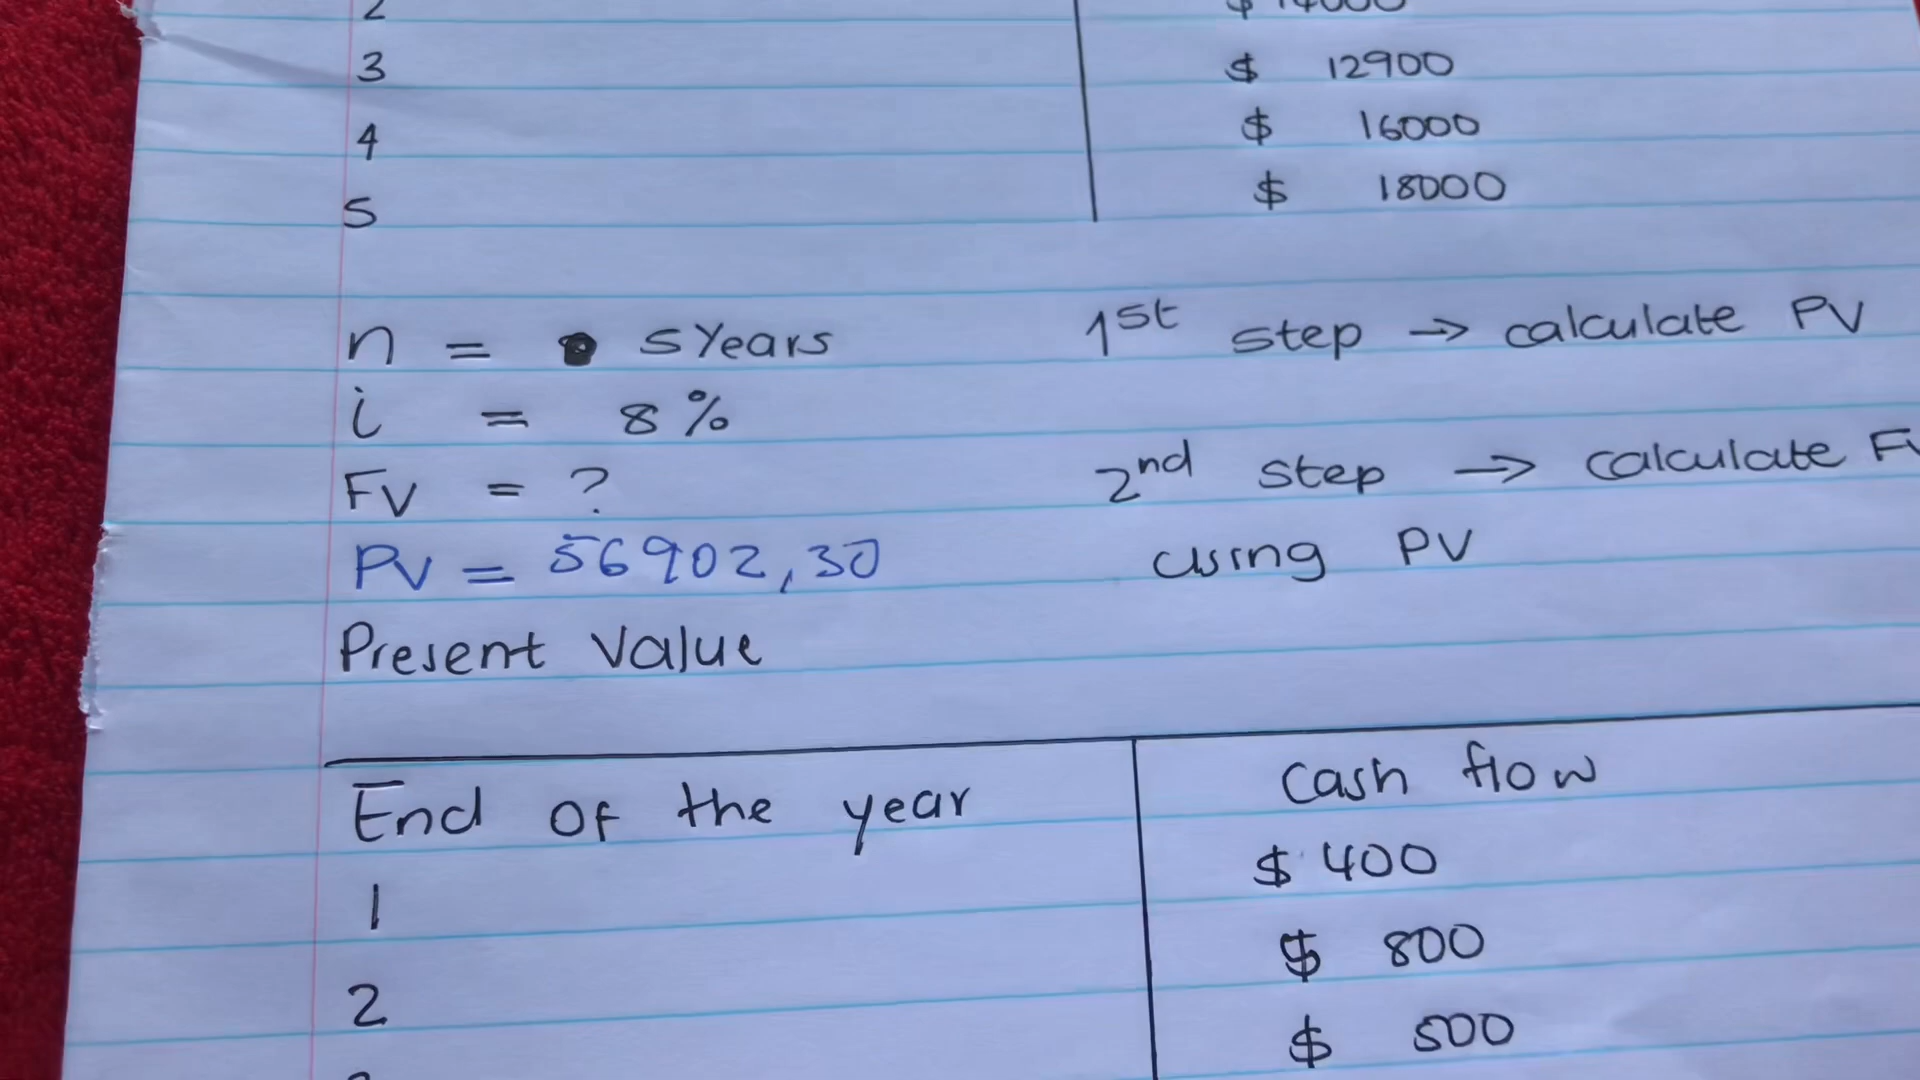 2
3 $ 12900
4 $ 16000
5 $ 18000
n = 5 Years 1st step → calculate PV
i = 8%
FV = ? 2nd step → calculate
PV = 56902,30 using PV
Present Value
End of the year Cash flow
1 $ 400
2 $ 800
$ 500